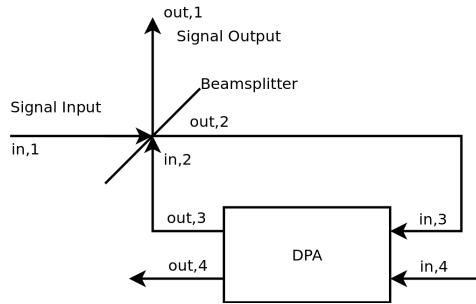 out,1
Signal Output
Beamsplitter
Signal Input
out,2
in,1
in,2
out,3
in,3
DPA
out,4
in,4